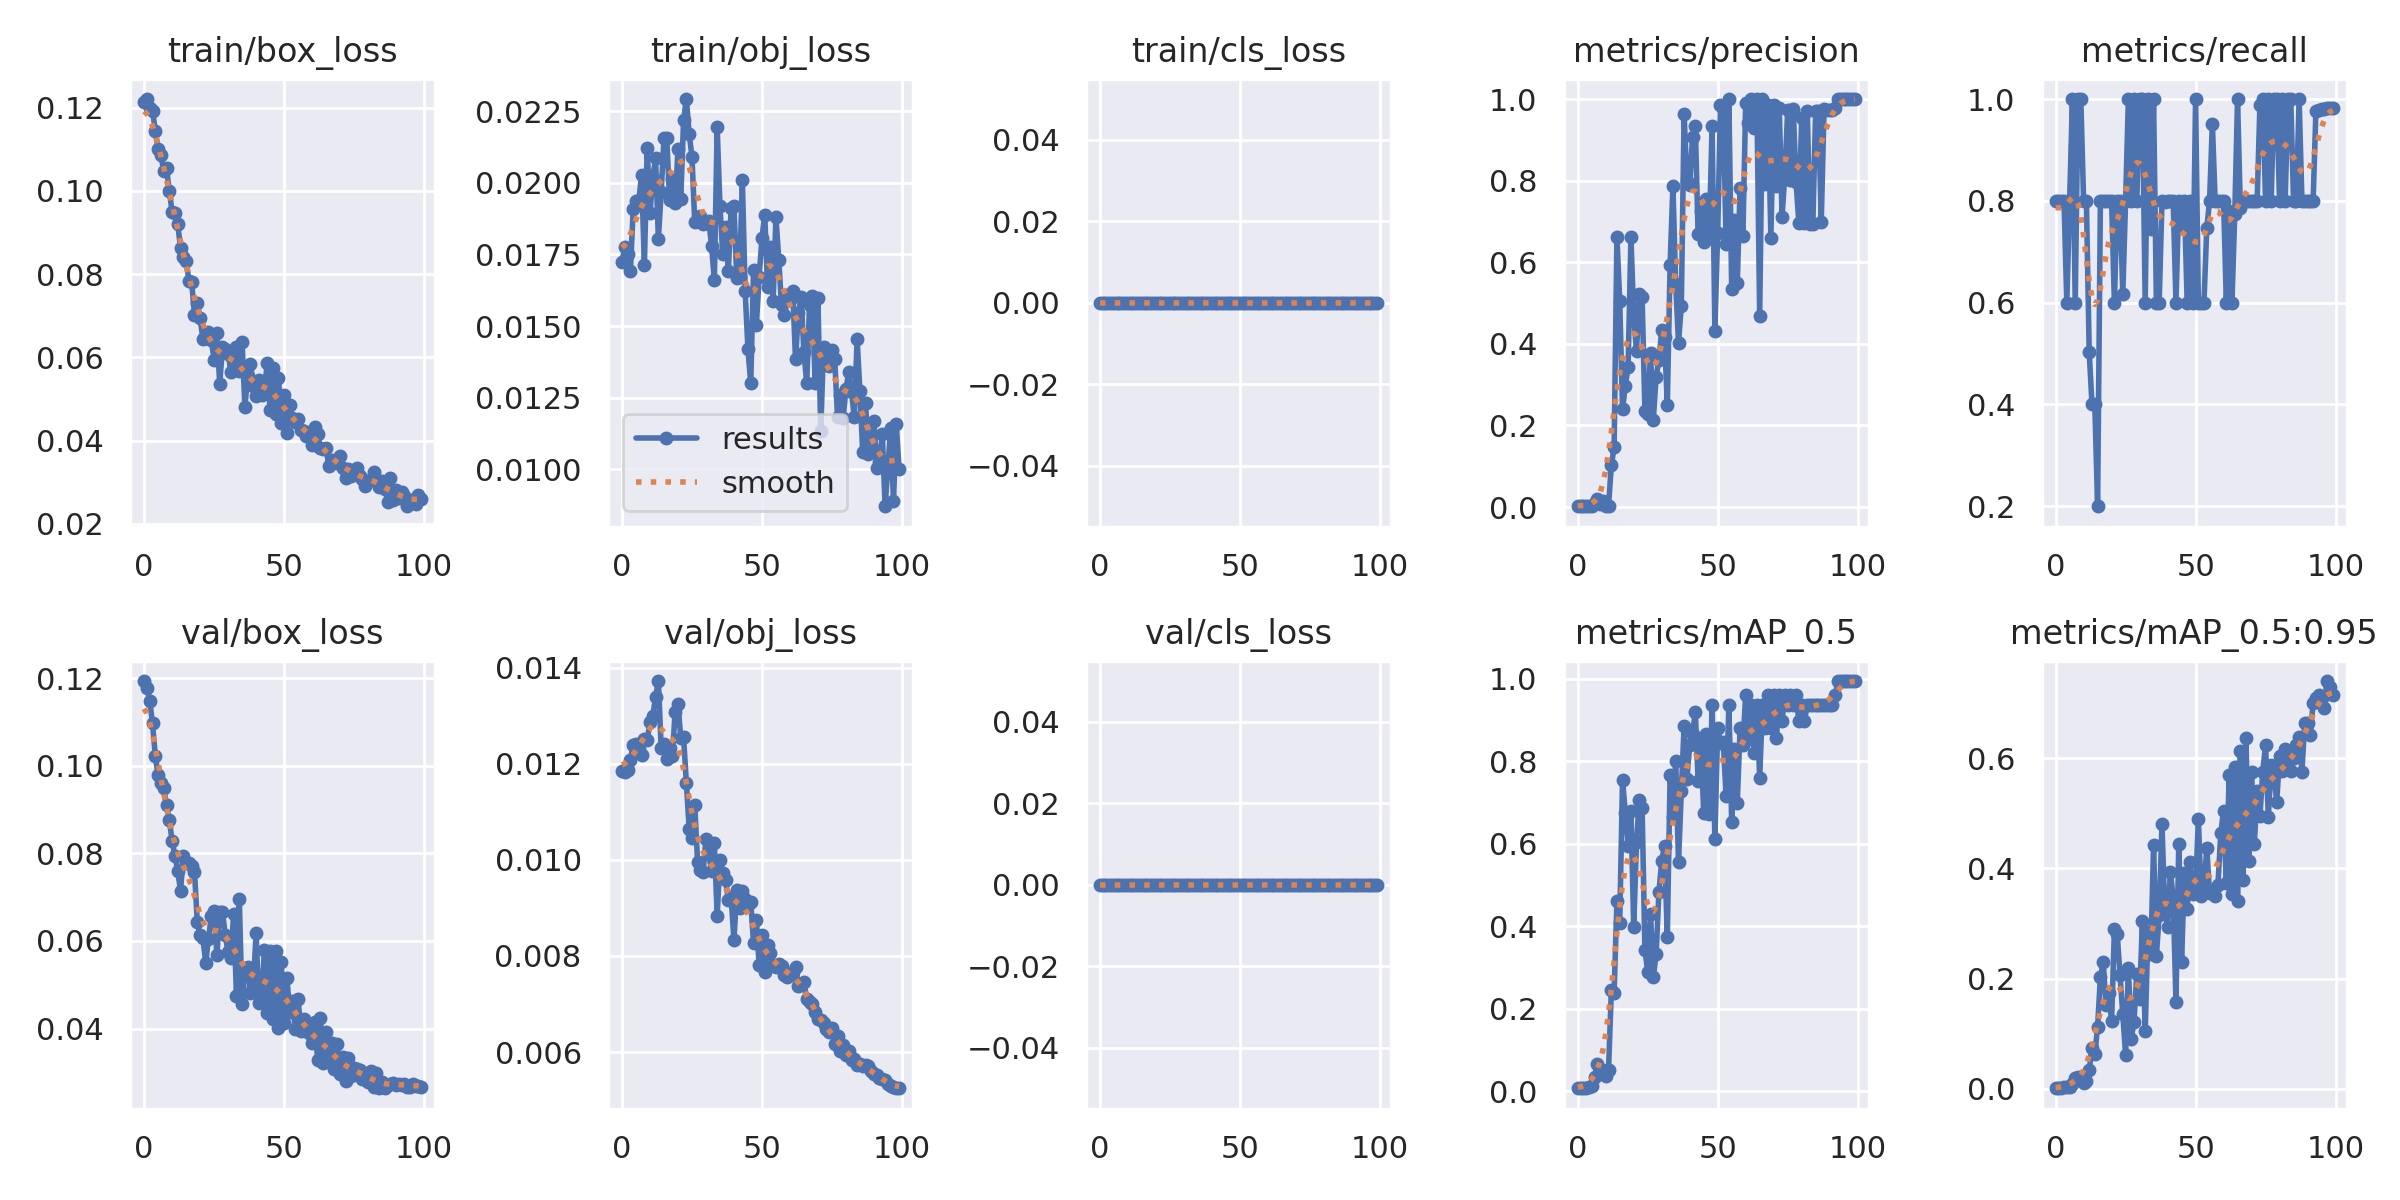 train/box_loss
train/obj_loss
train/cls_loss
metrics/precision
metrics/recall
0.12
0.10
0.08
0.06
0.04
0.02
0 50 100
0.0225
0.0200
0.0175
0.0150
0.0125
0.0100
results
smooth
0 50 100
0.04
0.02
0.00
−0.02
−0.04
0 50 100
1.0
0.8
0.6
0.4
0.2
0.0
0 50 100
1.0
0.8
0.6
0.4
0.2
0 50 100
val/box_loss
val/obj_loss
val/cls_loss
metrics/mAP_0.5
metrics/mAP_0.5:0.95
0.12
0.10
0.08
0.06
0.04
0 50 100
0.014
0.012
0.010
0.008
0.006
0 50 100
0.04
0.02
0.00
−0.02
−0.04
0 50 100
1.0
0.8
0.6
0.4
0.2
0.0
0 50 100
0.6
0.4
0.2
0.0
0 50 100